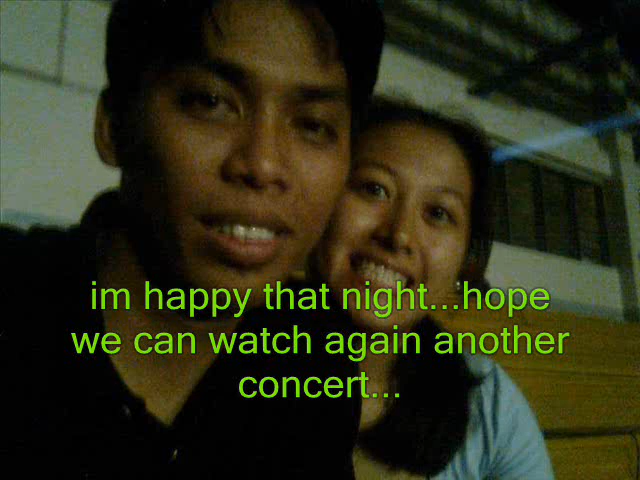 im happy that night...hope
we can watch again another
concert...